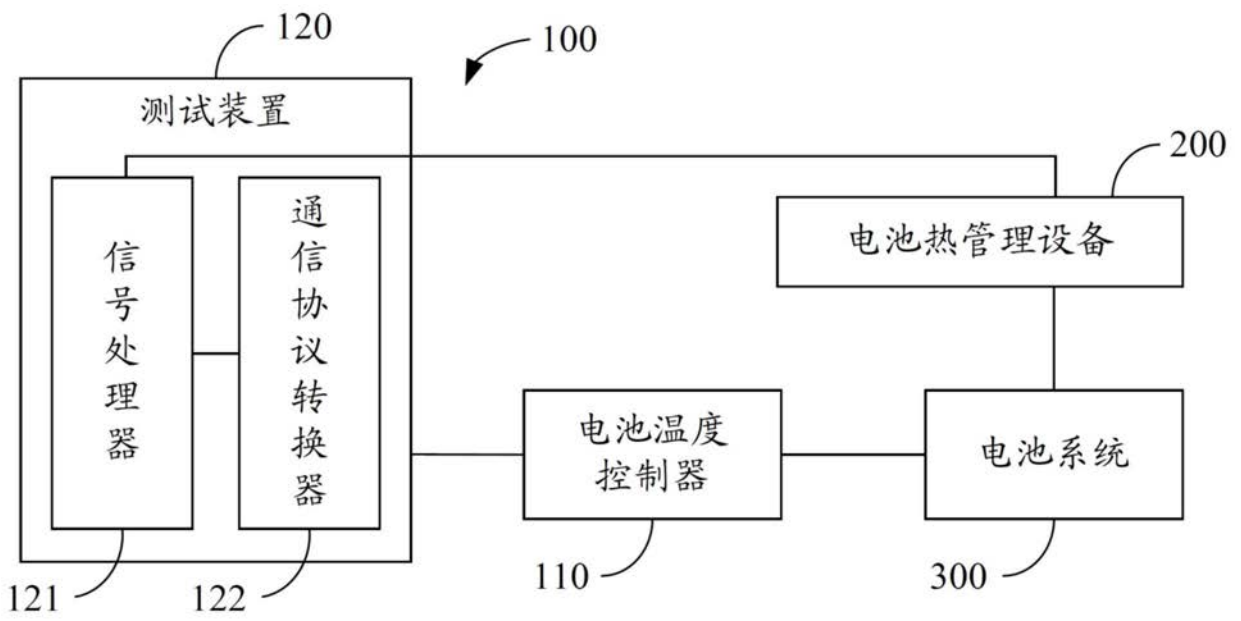 120
100
测试装置
200
电池热管理设备
信号处理器
通信协议转换器
电池温度
控制器
电池系统
121
122
110
300